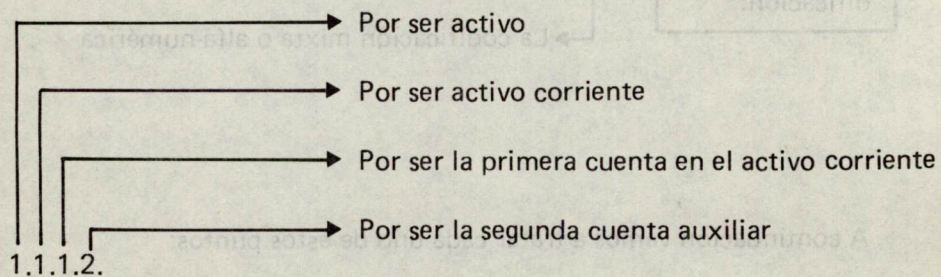 Por ser activo
Por ser activo corriente
Por ser la primera cuenta en el activo corriente
Por ser la segunda cuenta auxiliar
1.1.1.2.